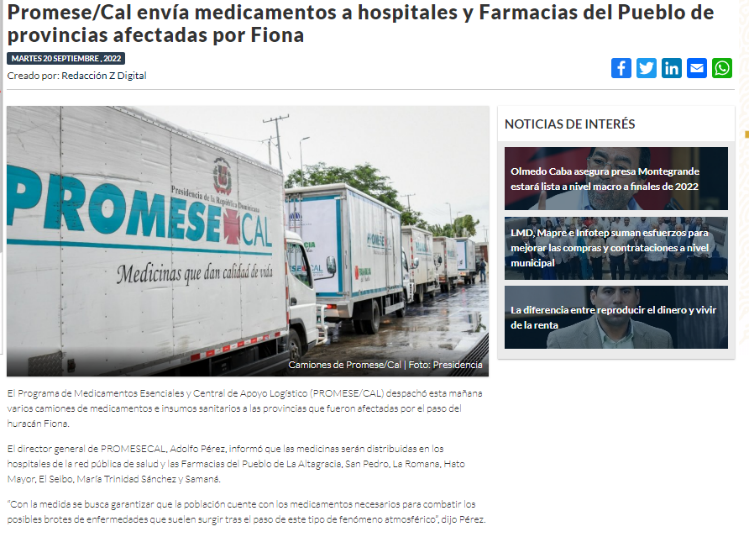 Promese/Cal envía medicamentos a hospitales y Farmacias del Pueblo de
provincias afectadas por Fiona
MARTES 20 SEPTIEMBRE , 2022
Creado por: Redacción Z Digital
Presidencia de la República Dominicana
PROMESE CAL
Medicinas que dan calidad de vida
PROMESE
Camiones de Promese/Cal | Foto: Presidencia
El Programa de Medicamentos Esenciales y Central de Apoyo Logístico (PROMESE/CAL) despachó esta mañana
varios camiones de medicamentos e insumos sanitarios a las provincias que fueron afectadas por el paso del
huracán Fiona.
El director general de PROMESECAL, Adolfo Pérez, informó que las medicinas serán distribuidas en los
hospitales de la red pública de salud y las Farmacias del Pueblo de La Altagracia, San Pedro, La Romana, Hato
Mayor, El Seibo, María Trinidad Sánchez y Samaná.
“Con la medida se busca garantizar que la población cuente con los medicamentos necesarios para combatir los
posibles brotes de enfermedades que suelen surgir tras el paso de este tipo de fenómeno atmosférico”, dijo Pérez.
NOTICIAS DE INTERÉS
Olmedo Caba asegura presa Montegrande
estará lista a nivel macro a finales de 2022
LMD, Mapre e Infotep suman esfuerzos para
mejorar las compras y contrataciones a nivel
municipal
La diferencia entre reproducir el dinero y vivir
de la renta